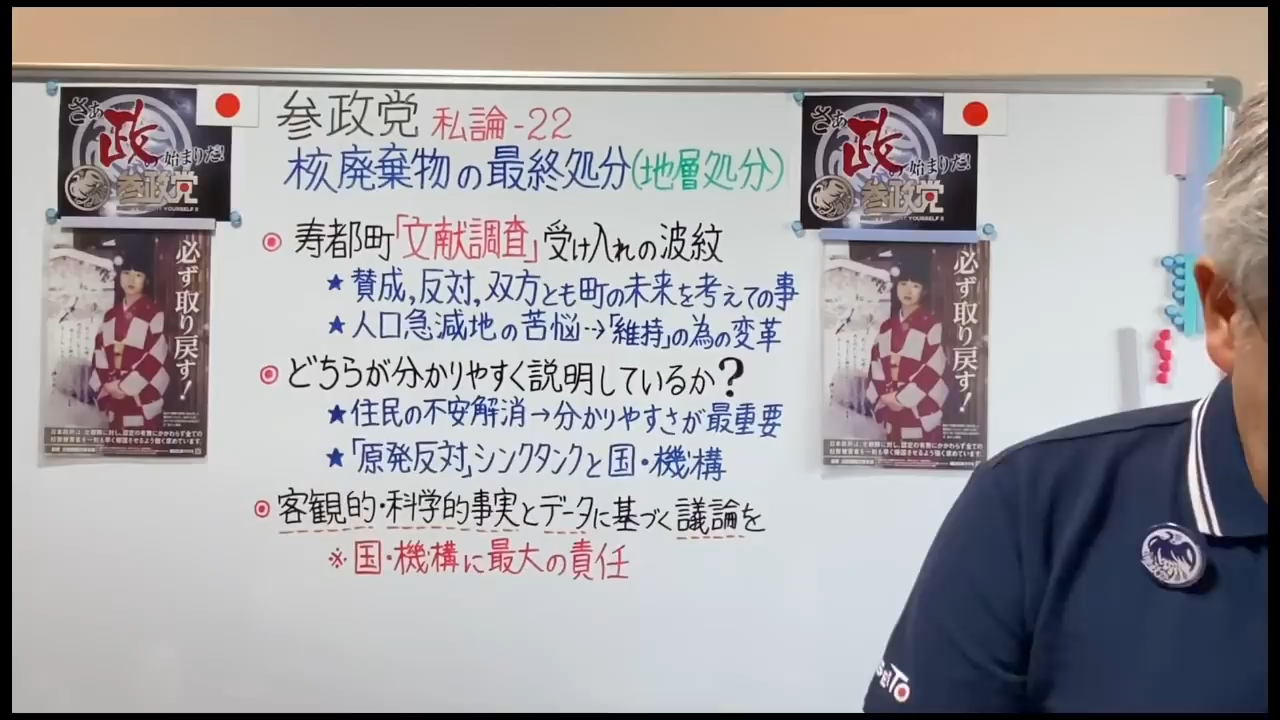 さぁ
政の始まりだ!
参政党
必ず取り戻す!
参政党 私論-22
核廃棄物の最終処分(地層処分)
◎ 寿都町「文献調査」受け入れの波紋
★ 賛成,反対,双方とも町の未来を考えての事
★ 人口急減地の苦悩→「維持」の為の変革
◎ どちらが分かりやすく説明しているか?
★ 住民の不安解消→分かりやすさが最重要
★「原発反対」シンクタンクと国・機構
◎ 客観的・科学的事実とデータに基づく議論を
※ 国・機構に最大の責任
さぁ
政の始まりだ!
参政党
必ず取り戻す!